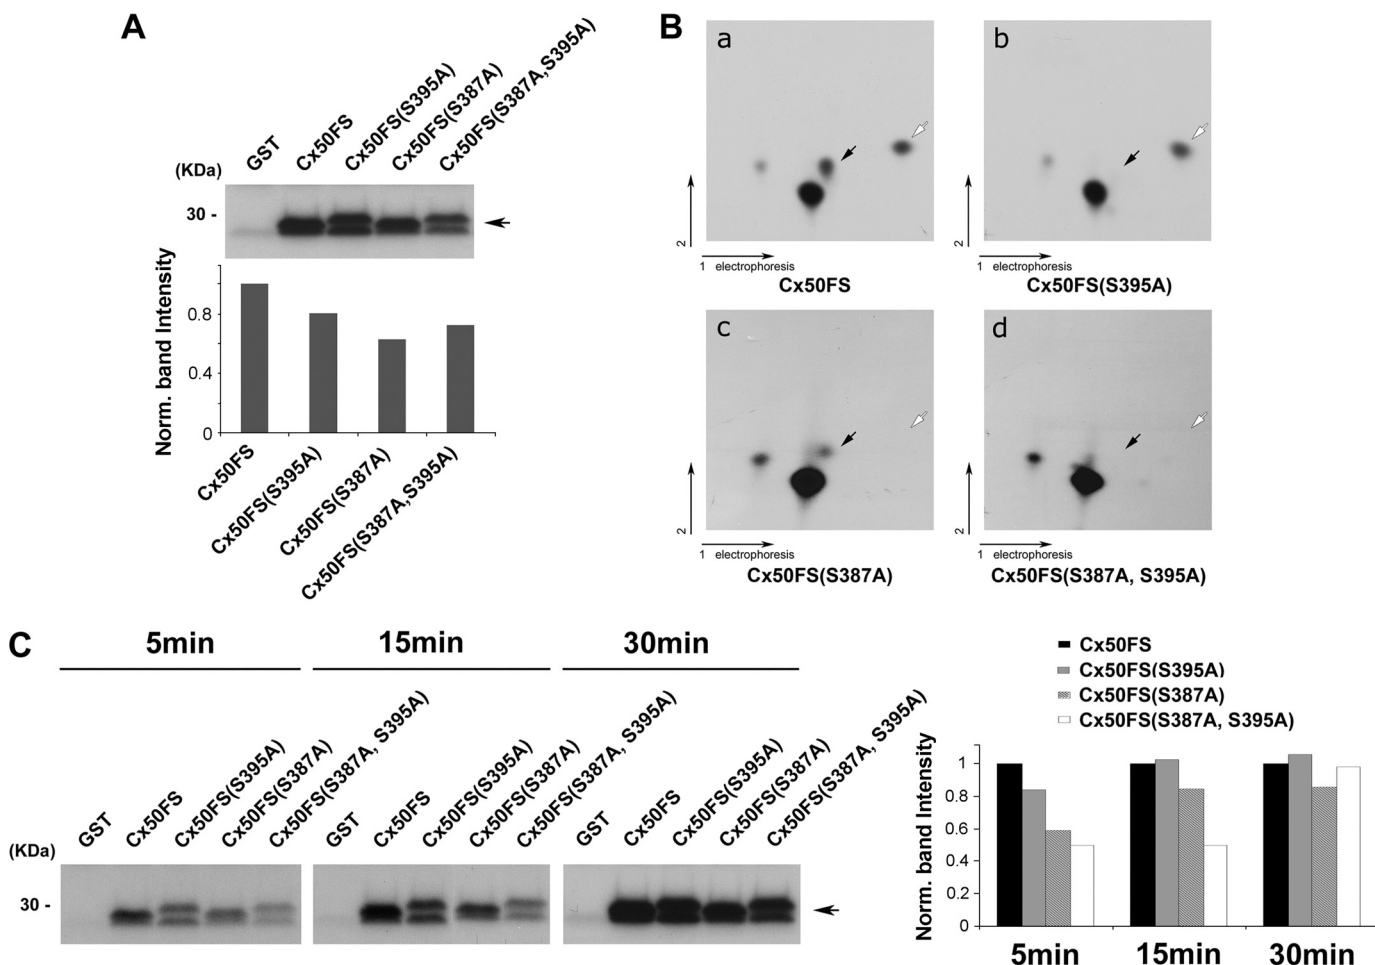 A
GST
Cx50FS
Cx50FS(S395A)
Cx50FS(S387A)
Cx50FS(S387A,S395A)
(KDa)
30 -
Norm. band Intensity
0.8
0.4
0
Cx50FS
Cx50FS(S395A)
Cx50FS(S387A)
Cx50FS(S387A,S395A)
B
a
2
1 electrophoresis
Cx50FS
b
2
1 electrophoresis
Cx50FS(S395A)
c
2
1 electrophoresis
Cx50FS(S387A)
d
2
1 electrophoresis
Cx50FS(S387A, S395A)
C
5min
15min
30min
GST
Cx50FS
Cx50FS(S395A)
Cx50FS(S387A)
Cx50FS(S387A, S395A)
GST
Cx50FS
Cx50FS(S395A)
Cx50FS(S387A)
Cx50FS(S387A, S395A)
GST
Cx50FS
Cx50FS(S395A)
Cx50FS(S387A)
Cx50FS(S387A, S395A)
(KDa)
30 -
Cx50FS
Cx50FS(S395A)
Cx50FS(S387A)
Cx50FS(S387A, S395A)
Norm. band Intensity
1
0.8
0.6
0.4
0.2
0
5min
15min
30min